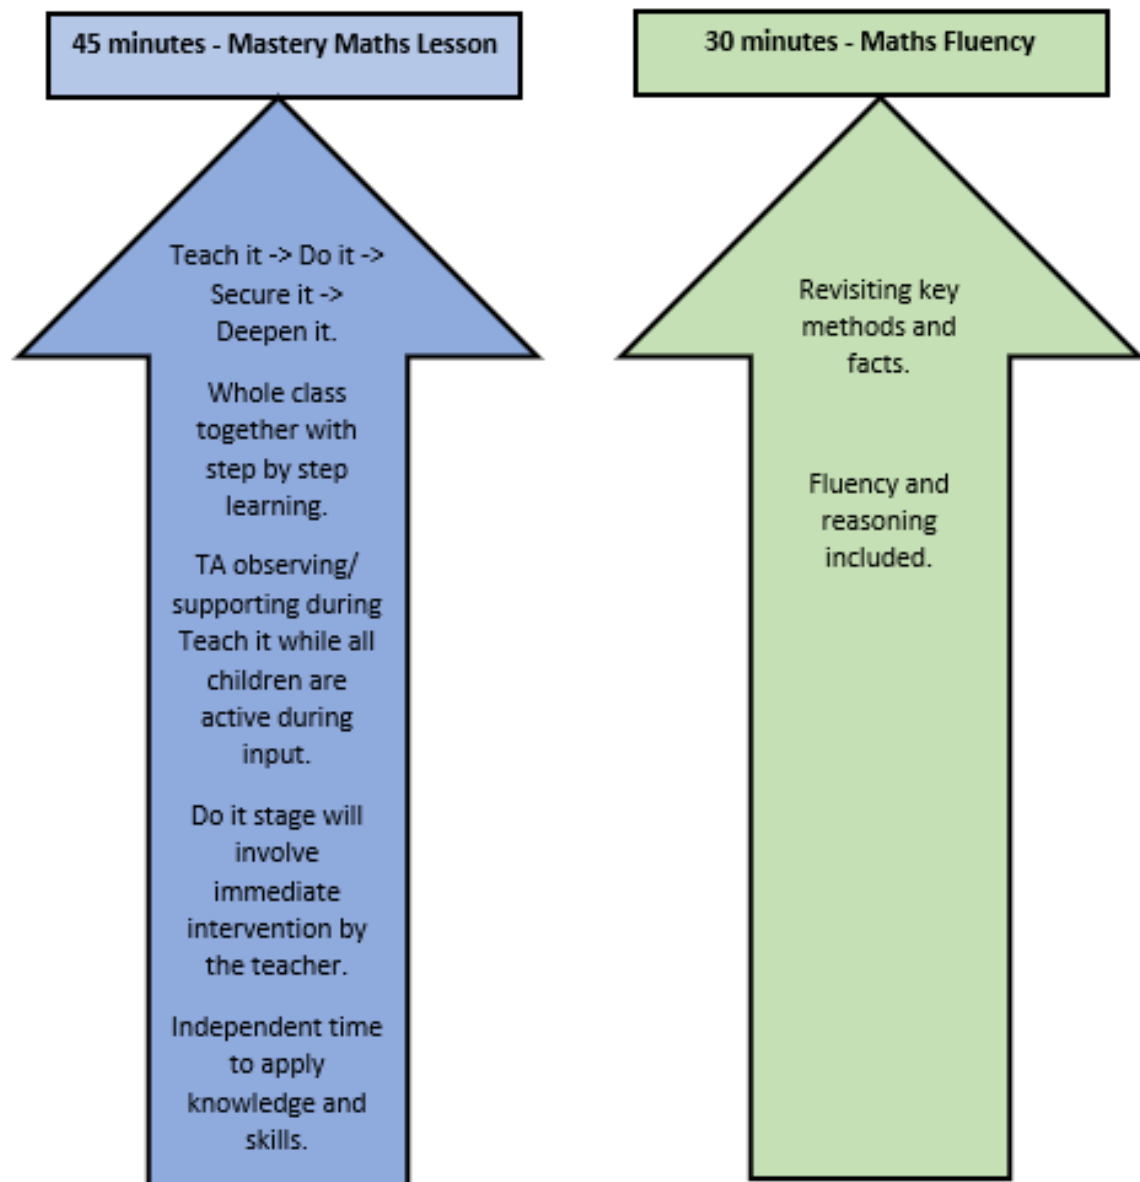 45 minutes - Mastery Maths Lesson
Teach it -> Do it ->
Secure it ->
Deepen it.
Whole class
together with
step by step
learning.
TA observing/
supporting during
Teach it while all
children are
active during
input.
Do it stage will
involve
immediate
intervention by
the teacher.
Independent time
to apply
knowledge and
skills.
30 minutes - Maths Fluency
Revisiting key
methods and
facts.
Fluency and
reasoning
included.